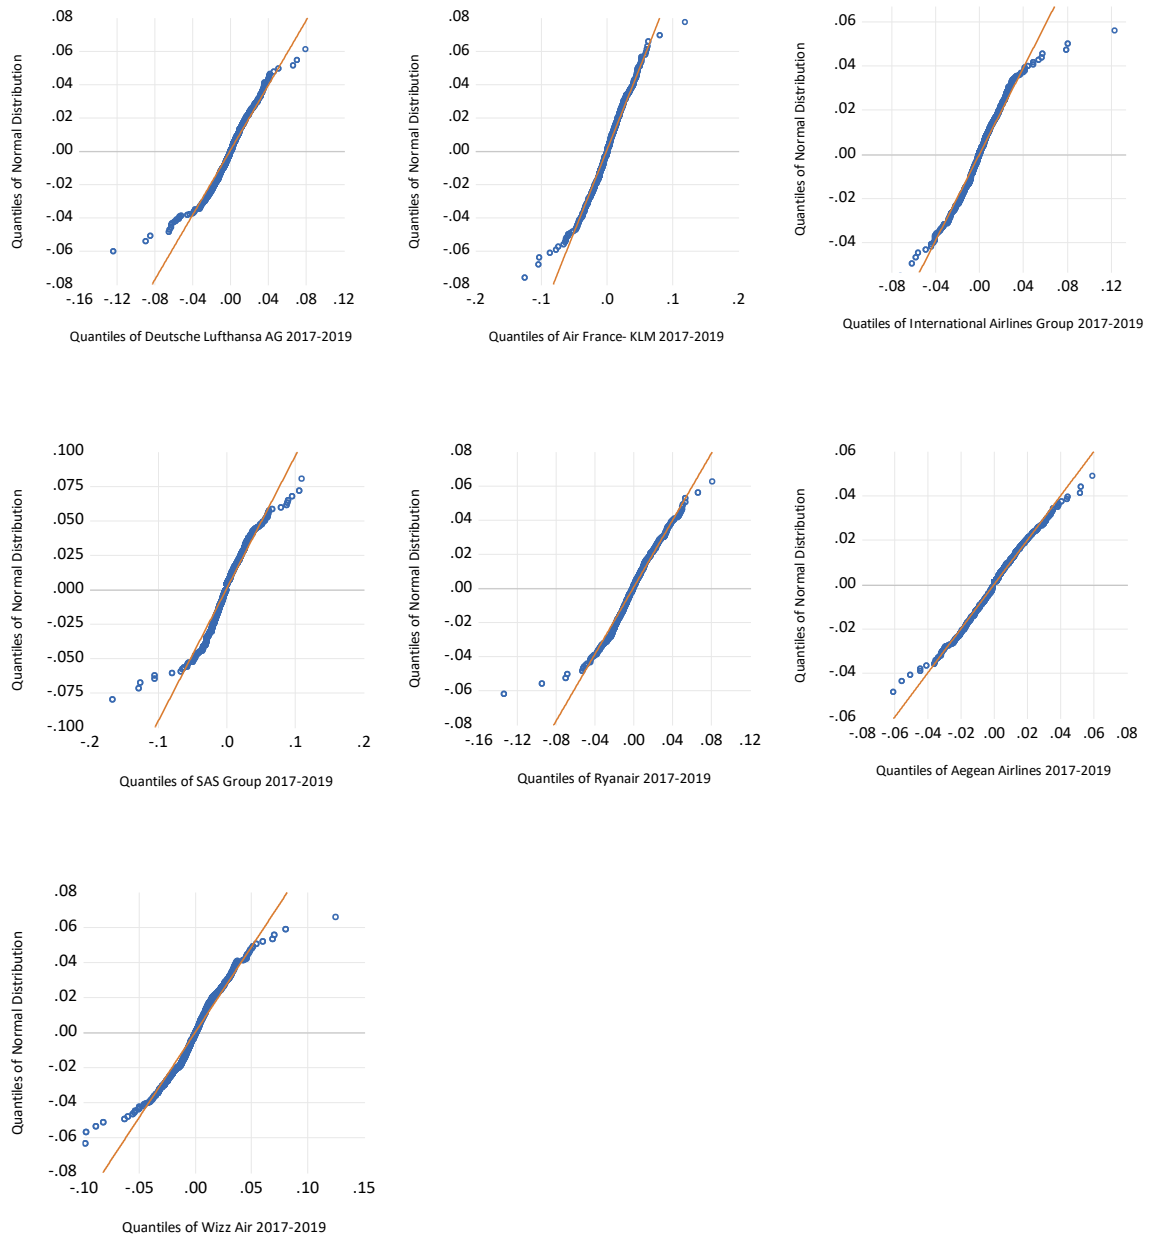 Quantiles of Normal Distribution
.08
.06
.04
.02
.00
-.02
-.04
-.06
-.08
-.16 -.12 -.08 -.04 .00 .04 .08 .12
Quantiles of Deutsche Lufthansa AG 2017-2019
Quantiles of Normal Distribution
.08
.06
.04
.02
.00
-.02
-.04
-.06
-.08
-.2 -.1 .0 .1 .2
Quantiles of Air France- KLM 2017-2019
Quantiles of Normal Distribution
.06
.04
.02
.00
-.02
-.04
-.08 -.04 .00 .04 .08 .12
Quatiles of International Airlines Group 2017-2019
Quantiles of Normal Distribution
.100
.075
.050
.025
.000
-.025
-.050
-.075
-.100
-.2 -.1 .0 .1 .2
Quantiles of SAS Group 2017-2019
Quantiles of Normal Distribution
.08
.06
.04
.02
.00
-.02
-.04
-.06
-.08
-.16 -.12 -.08 -.04 .00 .04 .08 .12
Quantiles of Ryanair 2017-2019
Quantiles of Normal Distribution
.06
.04
.02
.00
-.02
-.04
-.06
-.08 -.06 -.04 -.02 .00 .02 .04 .06 .08
Quantiles of Aegean Airlines 2017-2019
Quantiles of Normal Distribution
.08
.06
.04
.02
.00
-.02
-.04
-.06
-.08
-.10 -.05 .00 .05 .10 .15
Quantiles of Wizz Air 2017-2019